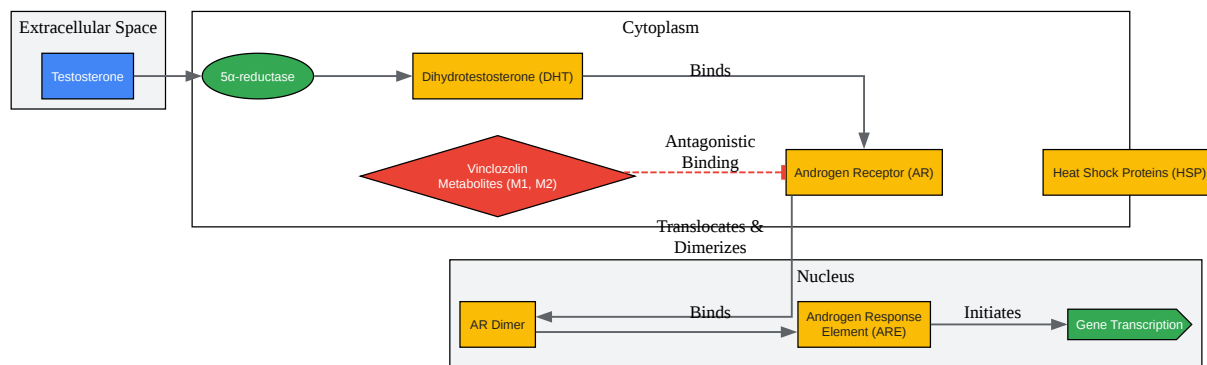 Extracellular Space
Cytoplasm
Testosterone
5α-reductase
Dihydrotestosterone (DHT)
Binds
Antagonistic
Binding
Vinclozolin
Metabolites (M1, M2)
Androgen Receptor (AR)
Heat Shock Proteins (HSP)
Translocates &
Dimerizes
Nucleus
AR Dimer
Binds
Androgen Response
Element (ARE)
Initiates
Gene Transcription